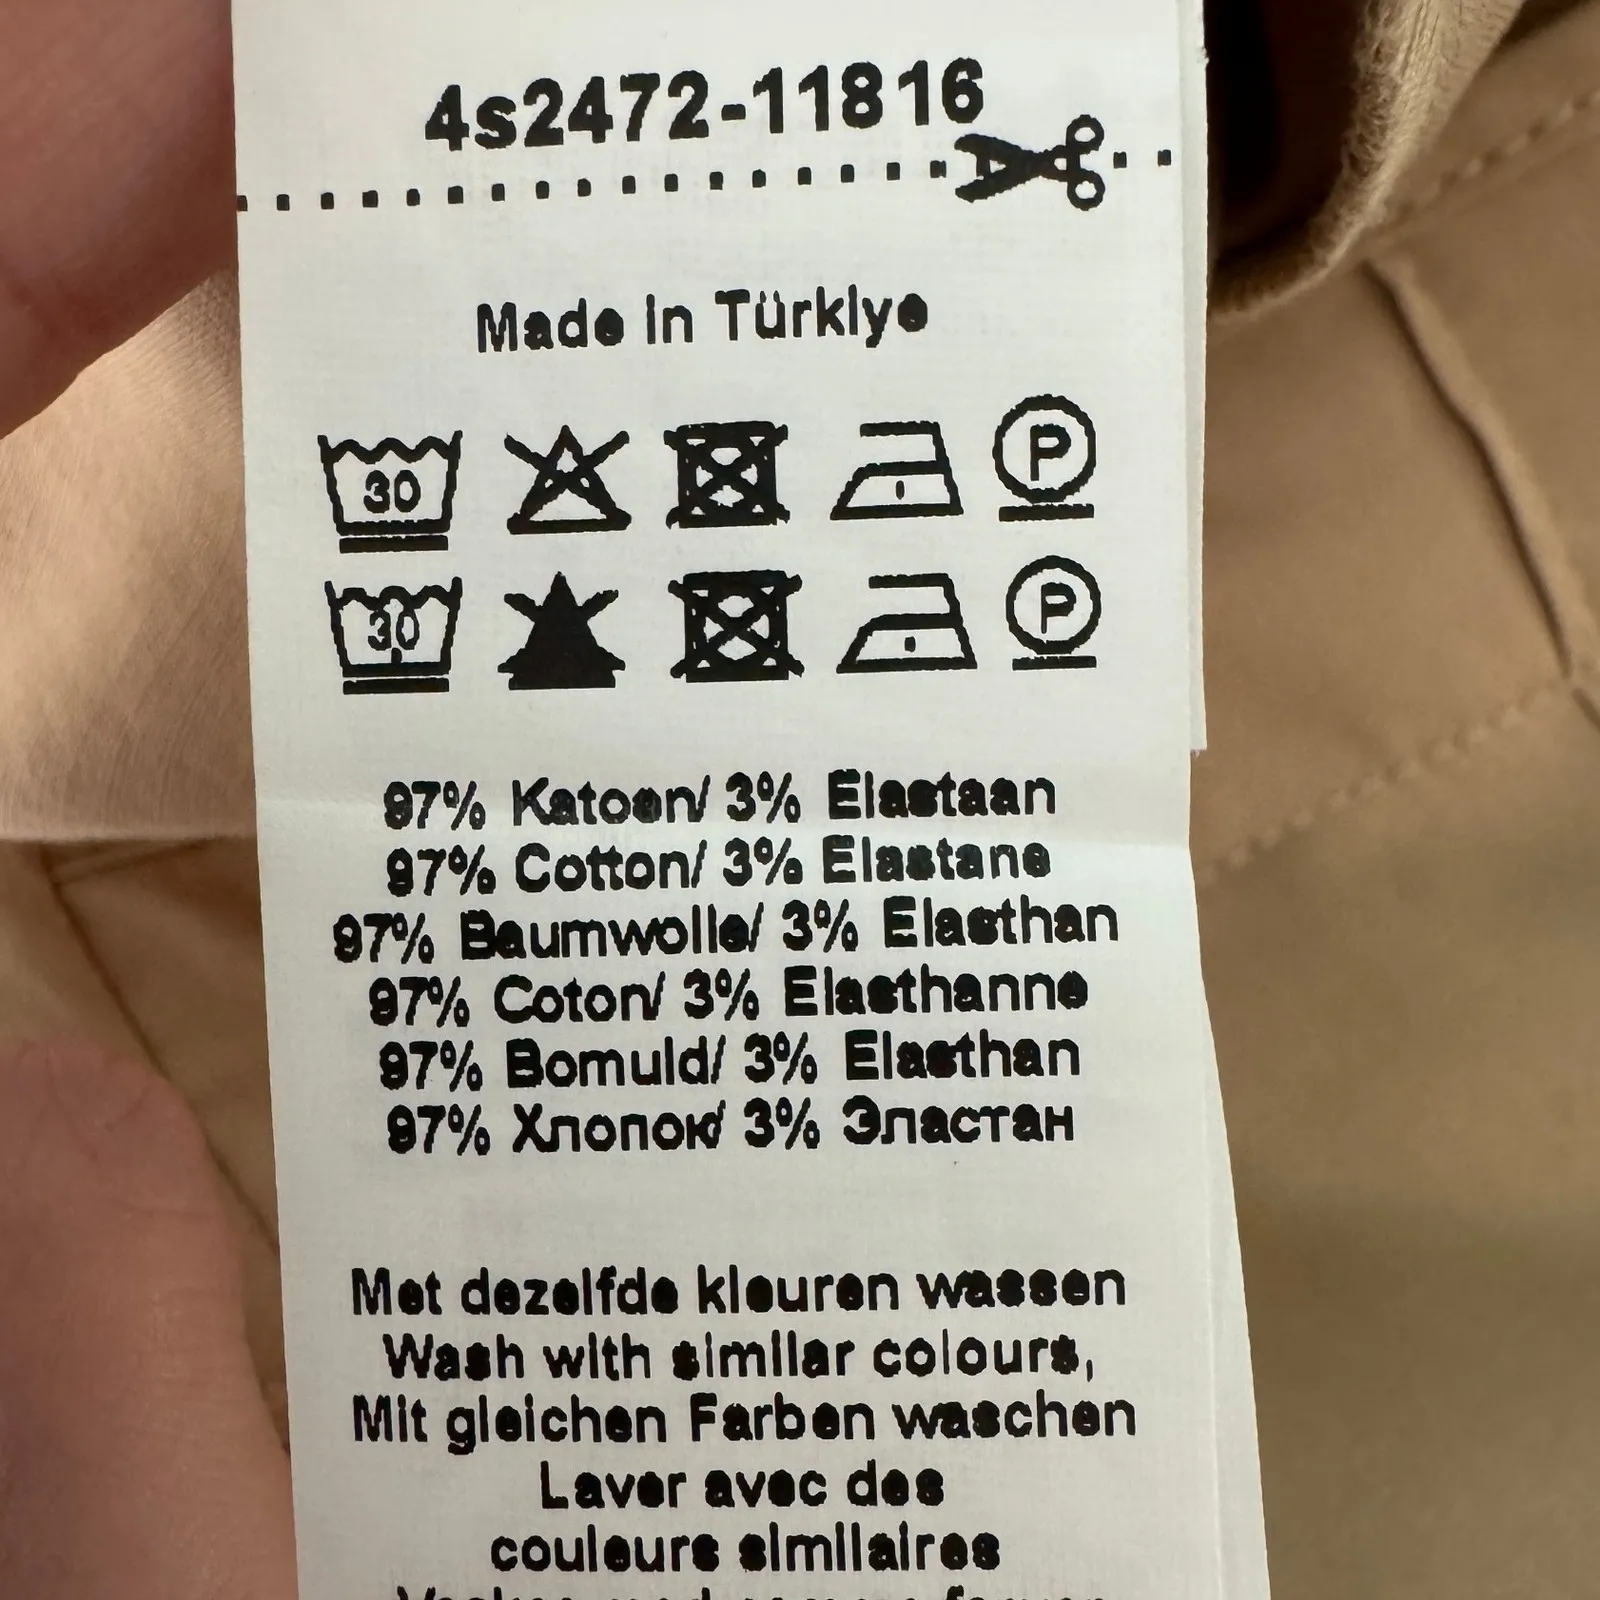 4s2472-11816
Made in Türkiye
30 P
30 P
97% Katoen/ 3% Elastaan
97% Cotton/ 3% Elastane
97% Baumwolle/ 3% Elasthan
97% Coton/ 3% Elasthanne
97% Bomuld/ 3% Elasthan
97% Хлопок/ 3% Эластан
Met dezelfde kleuren wassen
Wash with similar colours,
Mit gleichen Farben waschen
Laver avec des
couleurs similaires